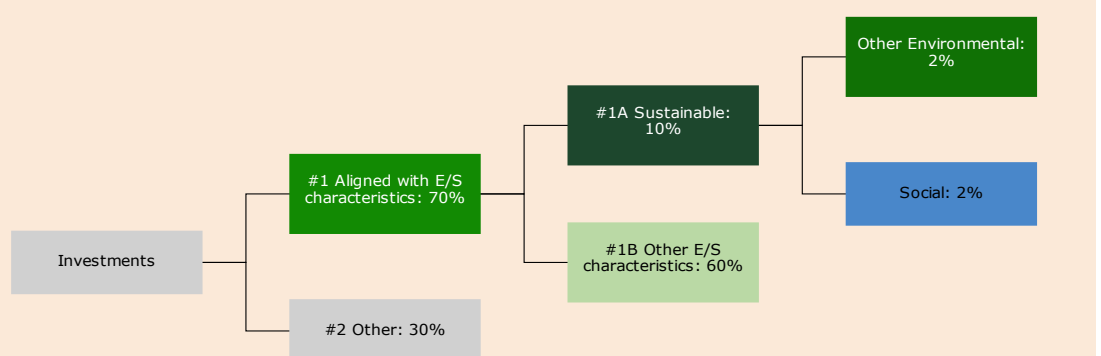 Other Environmental:
2%
#1A Sustainable:
10%
#1 Aligned with E/S
characteristics: 70%
Social: 2%
#1B Other E/S
characteristics: 60%
Investments
#2 Other: 30%